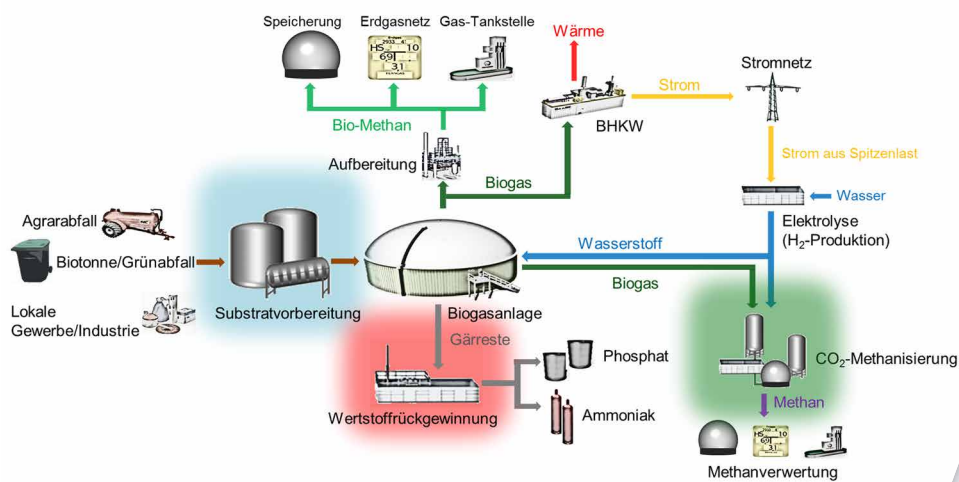 Speicherung
Erdgasnetz
Gas-Tankstelle
Wärme
Stromnetz
Strom
BHKW
Bio-Methan
Aufbereitung
Strom aus Spitzenlast
Biogas
Wasser
Agrarabfall
Elektrolyse
(H₂-Produktion)
Wasserstoff
Biotonne/Grünabfall
Biogas
Lokale
Gewerbe/Industrie
Substratvorbereitung
Biogasanlage
Gärreste
Phosphat
CO₂-Methanisierung
Wertstoffrückgewinnung
Ammoniak
Methan
Methanverwertung